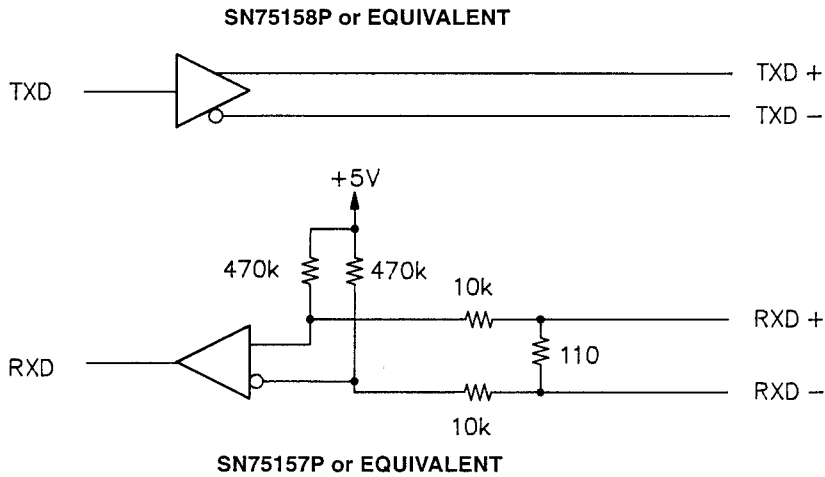 SN75158P or EQUIVALENT
TXD
TXD +
TXD −
+5V
470k
470k
10k
RXD +
110
RXD
RXD −
10k
SN75157P or EQUIVALENT